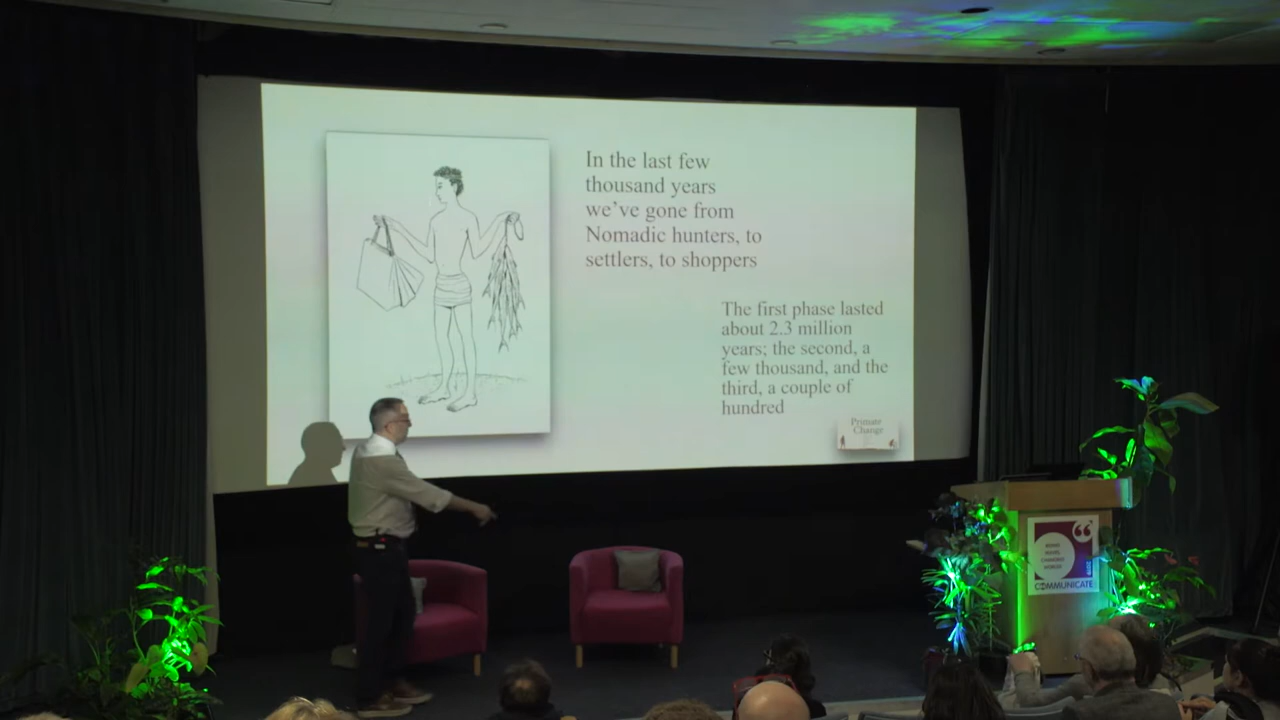 In the last few
thousand years
we've gone from
Nomadic hunters, to
settlers, to shoppers
The first phase lasted
about 2.3 million
years; the second, a
few thousand, and the
third, a couple of
hundred
Primate
Change
COMMUNICATE